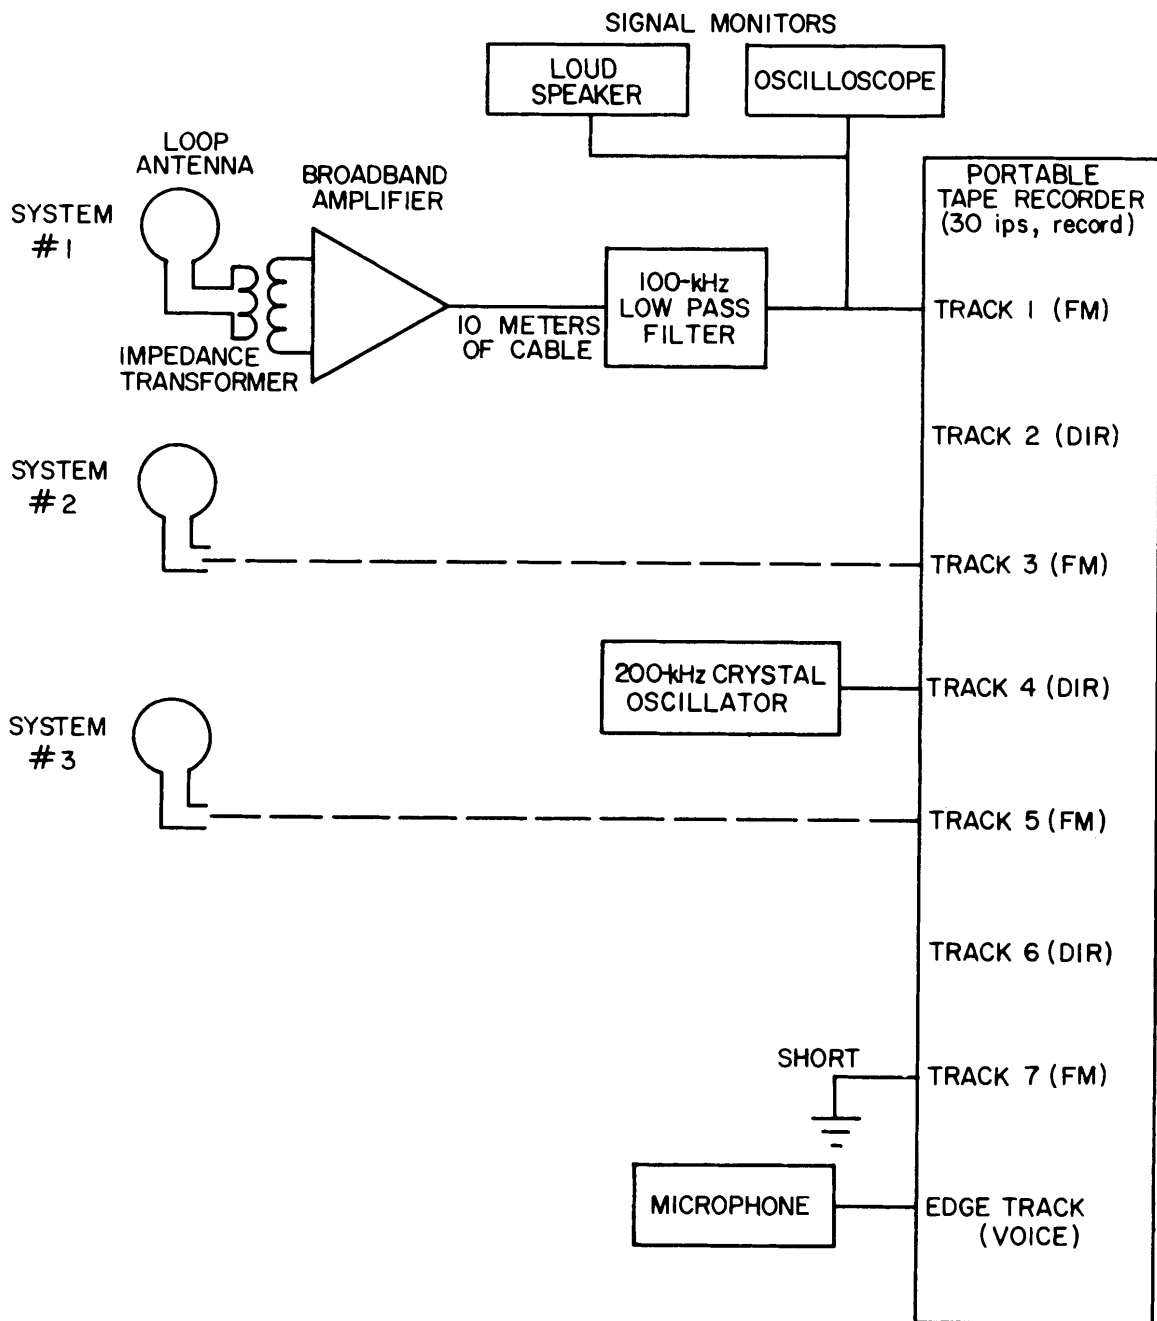 SIGNAL MONITORS
LOUD
SPEAKER
OSCILLOSCOPE
LOOP
ANTENNA
BROADBAND
AMPLIFIER
SYSTEM
#1
IMPEDANCE
TRANSFORMER
10 METERS
OF CABLE
100-kHz
LOW PASS
FILTER
PORTABLE
TAPE RECORDER
(30 ips, record)
TRACK 1 (FM)
TRACK 2 (DIR)
SYSTEM
#2
TRACK 3 (FM)
200-kHz CRYSTAL
OSCILLATOR
TRACK 4 (DIR)
SYSTEM
#3
TRACK 5 (FM)
TRACK 6 (DIR)
SHORT
TRACK 7 (FM)
MICROPHONE
EDGE TRACK
(VOICE)